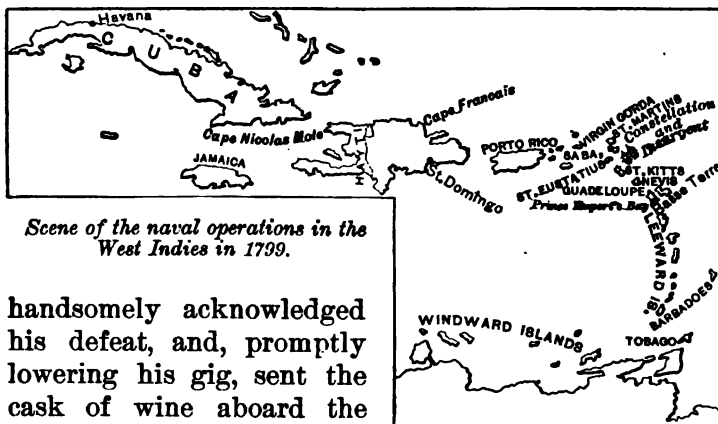 Havana
CUBA
Cape Nicolas Mole
Cape Francais
JAMAICA
St. Domingo
PORTO RICO
VIRGIN GORDA
ST. MARTINS
Constellation
and
Insurgent
SABA
ST. EUSTATIUS
ST. KITTS
NEVIS
GUADELOUPE
Basse Terre
Prince Rupert's Bay
LEEWARD IS.
BARBADOES
WINDWARD ISLANDS
TOBAGO
Scene of the naval operations in the
West Indies in 1799.
handsomely acknowledged
his defeat, and, promptly
lowering his gig, sent the
cask of wine aboard the